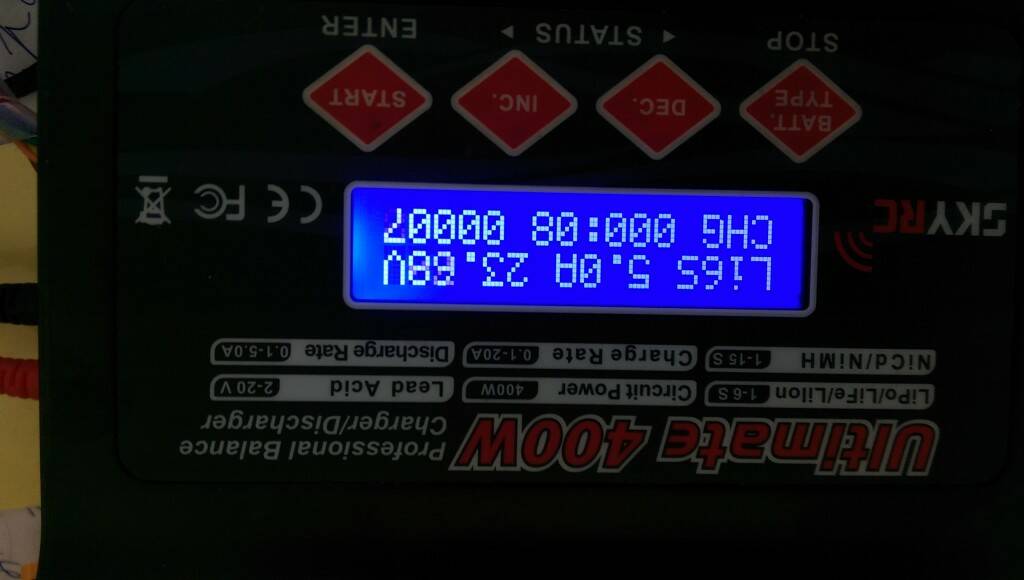 Ultimate 400W
Professional Balance
Charger/Discharger
LiPo/LiFe/LiIon 1-6 S Circuit Power 400W Lead Acid 2-20 V
NiCd/NiMH 1-15 S Charge Rate 0.1-20A Discharge Rate 0.1-5.0A
Li6S 5.0A
CHG 000:08 00007
SKYRC
CE FC
BATT.
TYPE
DEC.
INC.
START
STOP
◄ STATUS ►
ENTER